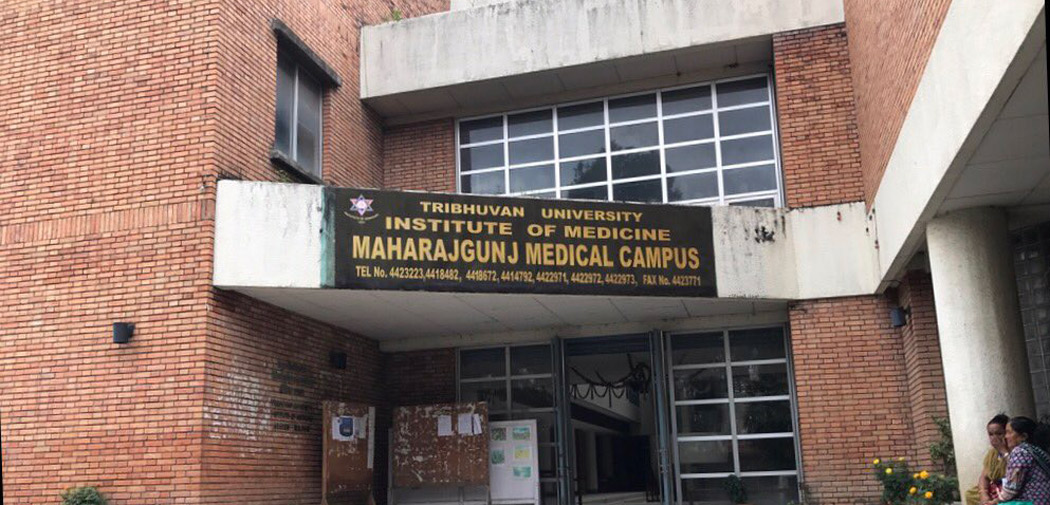 TRIBHUVAN UNIVERSITY
INSTITUTE OF MEDICINE
MAHARAJGUNJ MEDICAL CAMPUS
TEL No. 4423223,4418482, 4418672, 4414792, 4422971, 4422972, 4422973, FAX No. 4423771